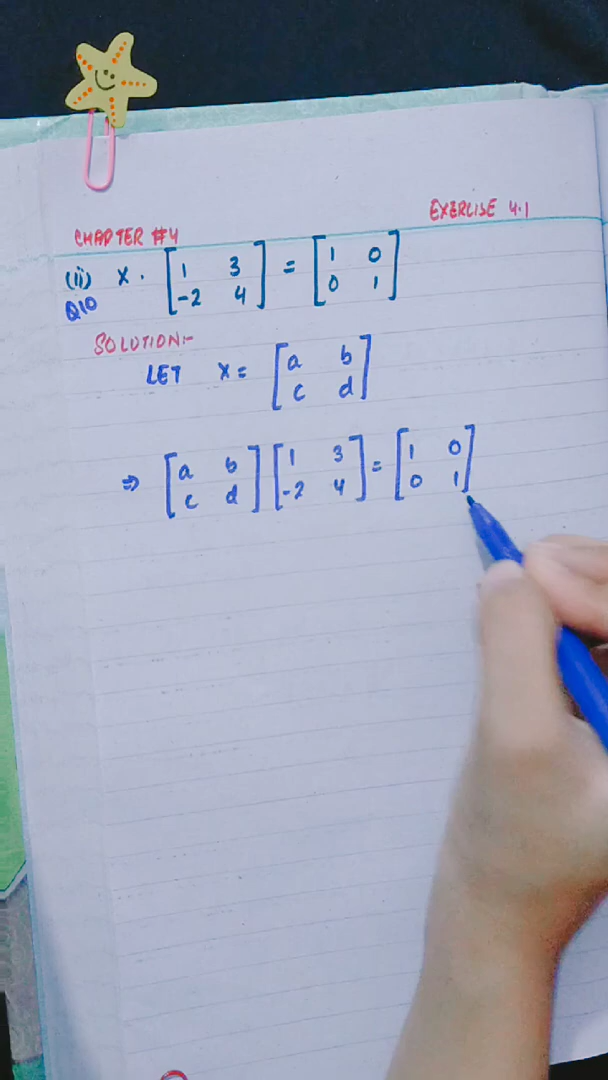 EXERCISE 4.1
CHAPTER #4
(ii) X · [1 3; -2 4] = [1 0; 0 1]
Q10
SOLUTION:-
LET X = [a b; c d]
⇒ [a b; c d] [1 3; -2 4] = [1 0; 0 1]